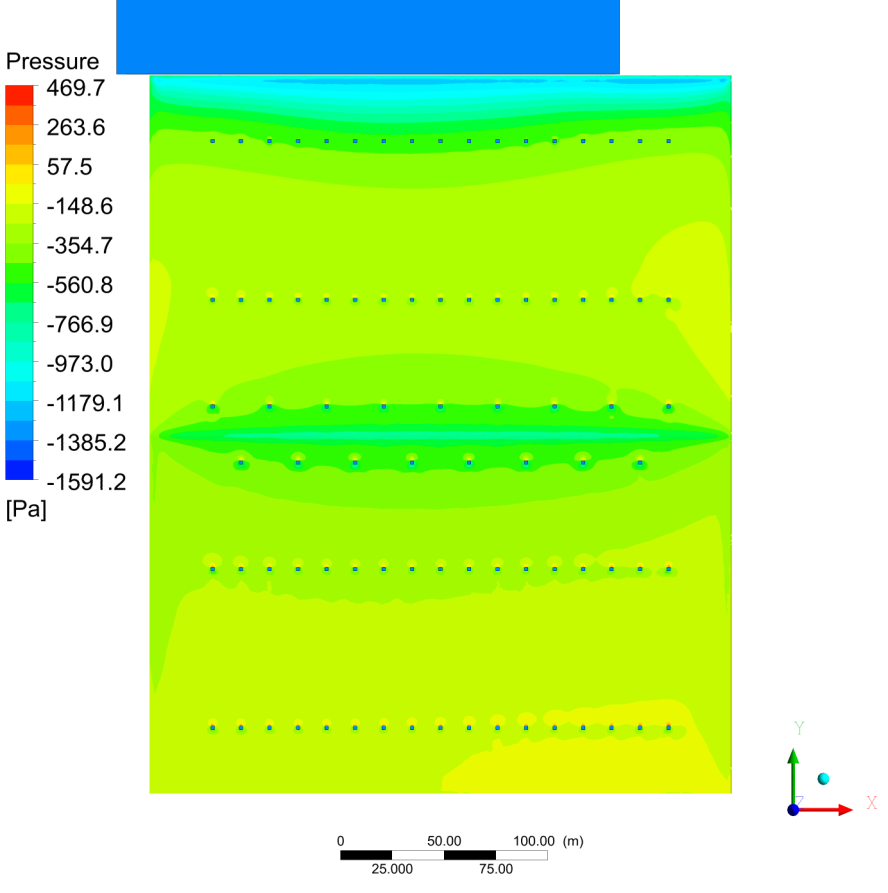 Pressure
469.7
263.6
57.5
-148.6
-354.7
-560.8
-766.9
-973.0
-1179.1
-1385.2
-1591.2
[Pa]
Y
Z
X
0 50.00 100.00 (m)
25.000 75.00